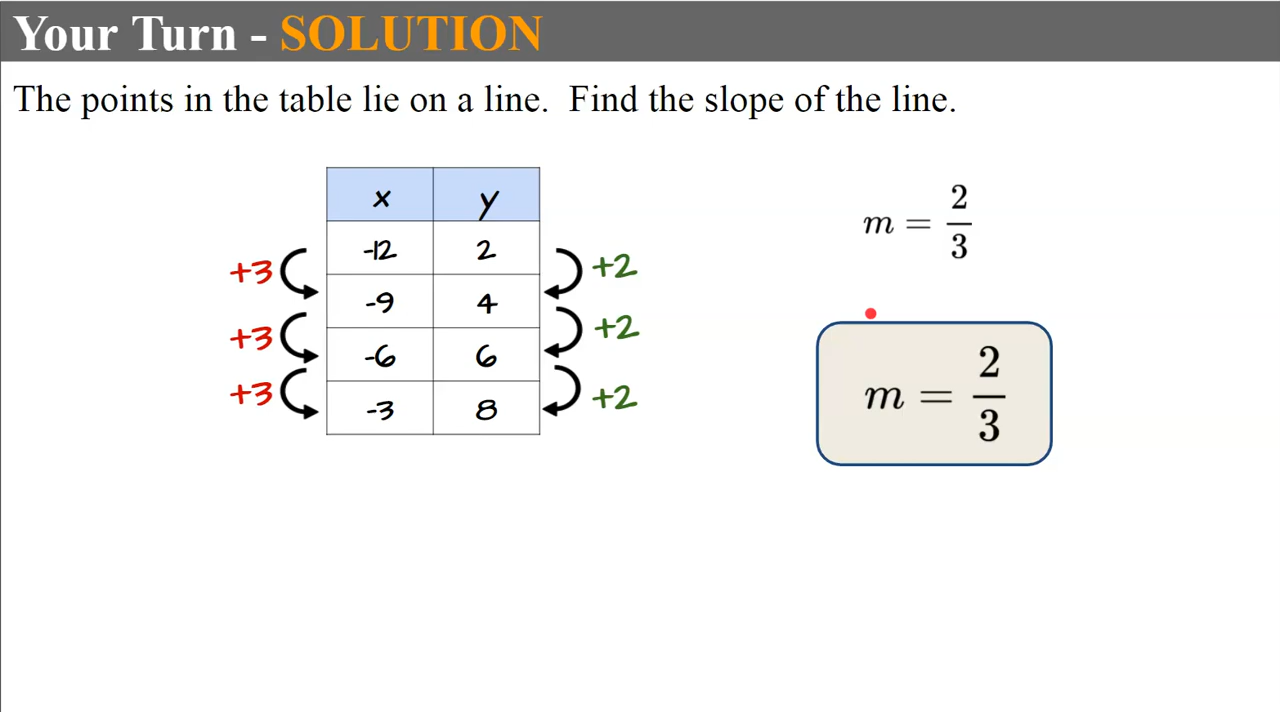 Your Turn - SOLUTION
The points in the table lie on a line. Find the slope of the line.
x y
-12 2
-9 4
-6 6
-3 8
+3
+3
+3
+2
+2
+2
m = 2/3
m = 2/3